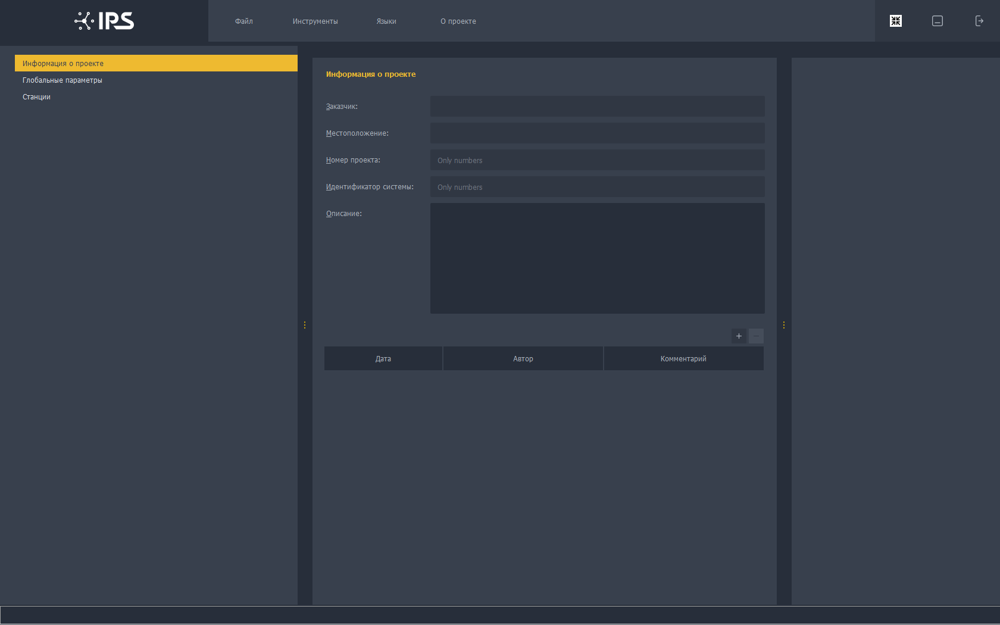 IPS
Файл
Инструменты
Языки
О проекте
Информация о проекте
Глобальные параметры
Станции
Информация о проекте
Заказчик:
Местоположение:
Номер проекта: Only numbers
Идентификатор системы: Only numbers
Описание:
+ −
Дата Автор Комментарий